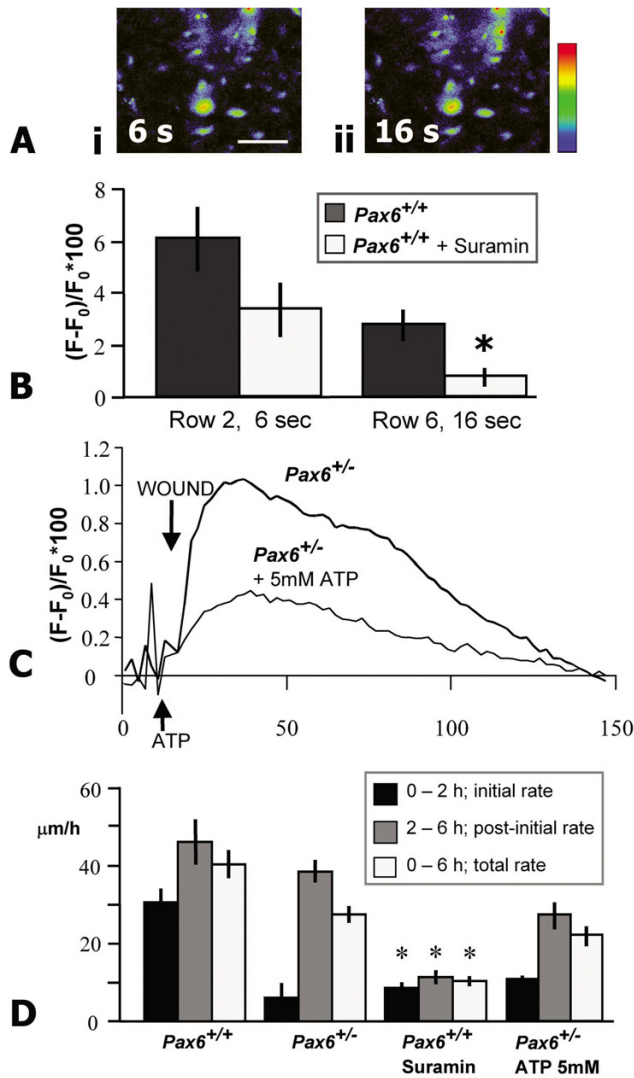 6 s
16 s
A i ii
8
6
4
2
0
(F-F₀)/F₀*100
Pax6+/+
Pax6+/+ + Suramin
*
Row 2, 6 sec
Row 6, 16 sec
B
1.2
1.0
0.8
0.6
0.4
0.2
0
(F-F₀)/F₀*100
WOUND
Pax6+/-
Pax6+/-
+ 5mM ATP
C
ATP
0
50
100
150
60
40
20
0
µm/h
0 – 2 h; initial rate
2 – 6 h; post-initial rate
0 – 6 h; total rate
* * *
D
Pax6+/+
Pax6+/-
Pax6+/+
Suramin
Pax6+/-
ATP 5mM